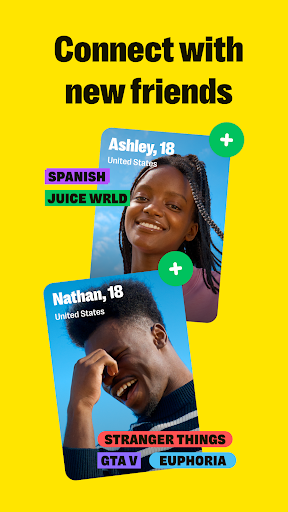 Connect with
new friends
Ashley, 18
United States
SPANISH
JUICE WRLD
Nathan, 18
United States
STRANGER THINGS
GTA V
EUPHORIA